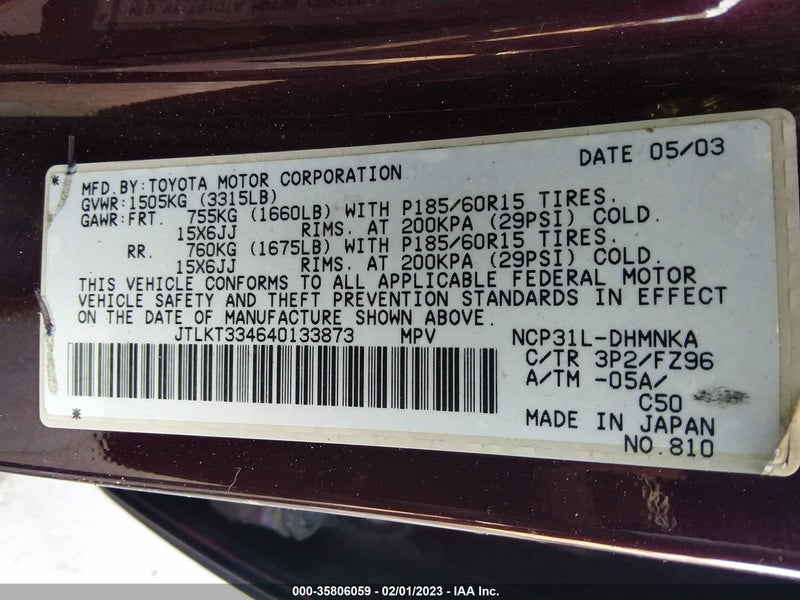 DATE 05/03
MFD.BY:TOYOTA MOTOR CORPORATION
GVWR:1505KG (3315LB)
GAWR:FRT. 755KG (1660LB) WITH P185/60R15 TIRES.
15X6JJ RIMS. AT 200KPA (29PSI) COLD.
RR. 760KG (1675LB) WITH P185/60R15 TIRES.
15X6JJ RIMS. AT 200KPA (29PSI) COLD.
THIS VEHICLE CONFORMS TO ALL APPLICABLE FEDERAL MOTOR
VEHICLE SAFETY AND THEFT PREVENTION STANDARDS IN EFFECT
ON THE DATE OF MANUFACTURE SHOWN ABOVE.
JTLKT334640133873 MPV NCP31L-DHMNKA
C/TR 3P2/FZ96
A/TM -05A/
C50
MADE IN JAPAN
NO.810
000-35806059 - 02/01/2023 - IAA Inc.